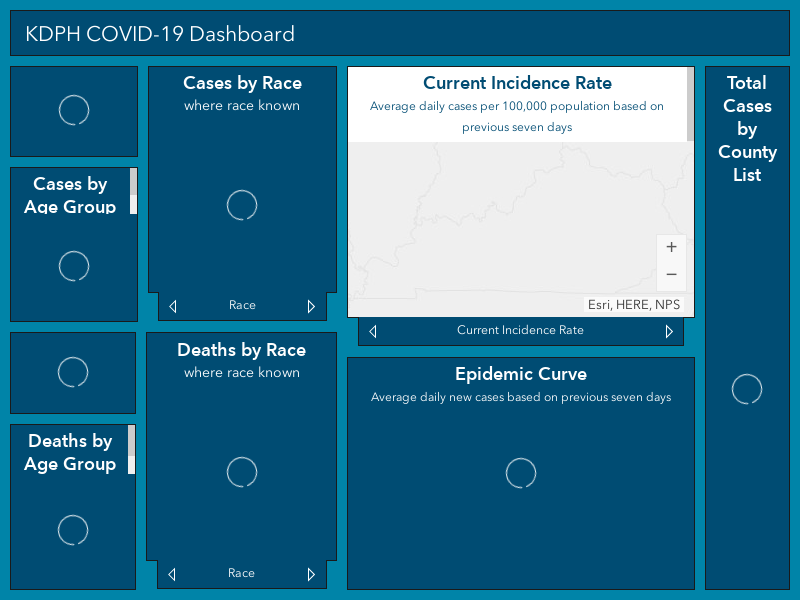 KDPH COVID-19 Dashboard
Cases by
Age Group
Deaths by
Age Group
Cases by Race
where race known
Race
Deaths by Race
where race known
Race
Current Incidence Rate
Average daily cases per 100,000 population based on
previous seven days
+
−
Esri, HERE, NPS
Current Incidence Rate
Epidemic Curve
Average daily new cases based on previous seven days
Total
Cases
by
County
List